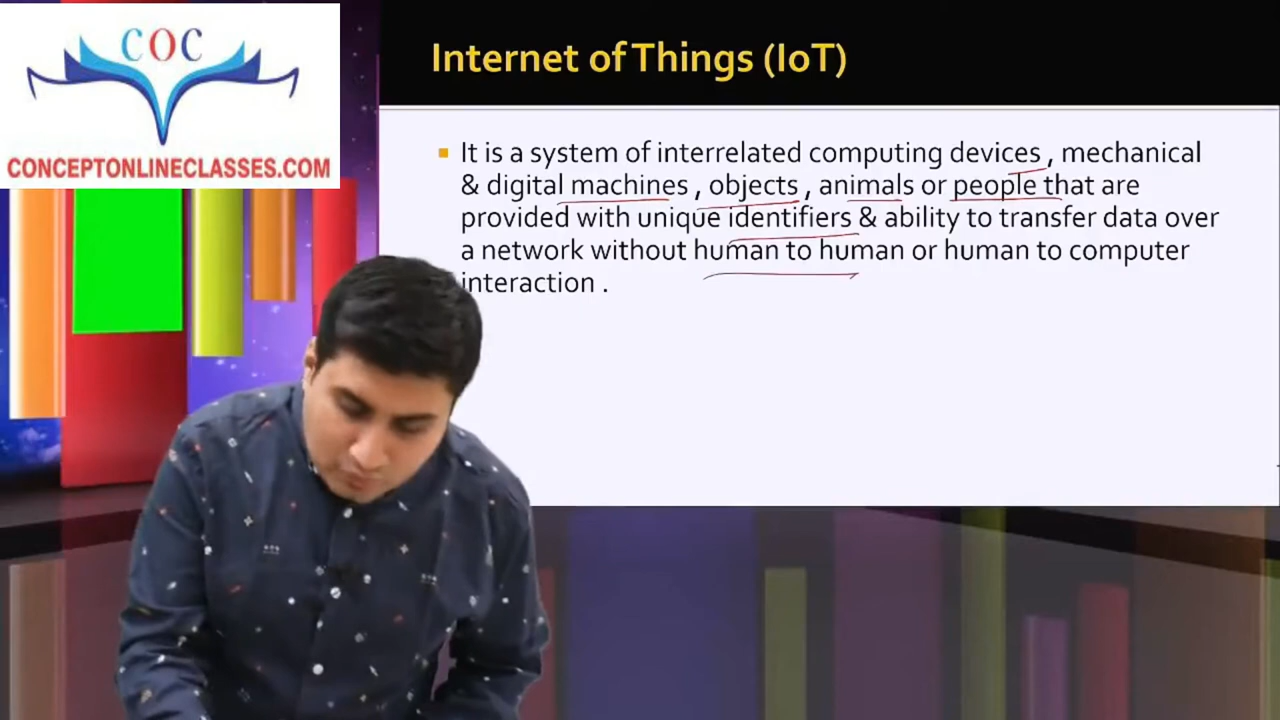 COC
CONCEPTONLINECLASSES.COM
Internet of Things (IoT)
It is a system of interrelated computing devices , mechanical
& digital machines , objects , animals or people that are
provided with unique identifiers & ability to transfer data over
a network without human to human or human to computer
interaction .